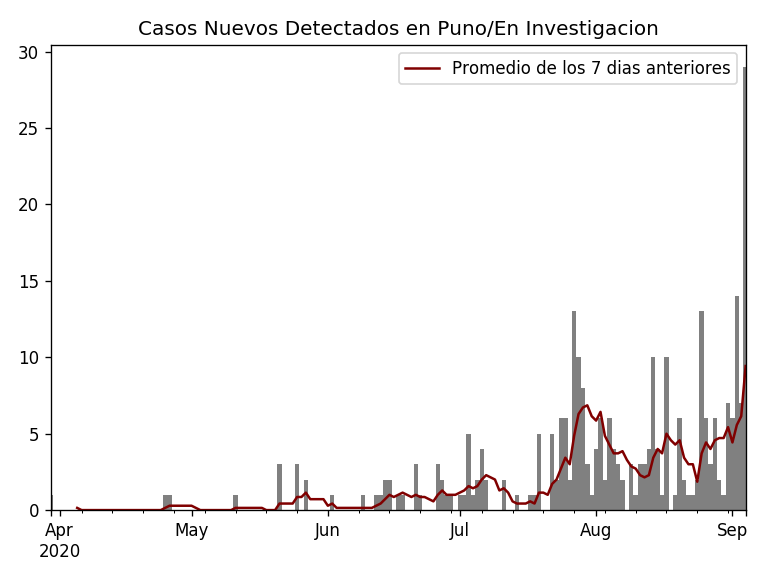 Casos Nuevos Detectados en Puno/En Investigacion
Promedio de los 7 dias anteriores
30
25
20
15
10
5
0
Apr May Jun Jul Aug Sep
2020